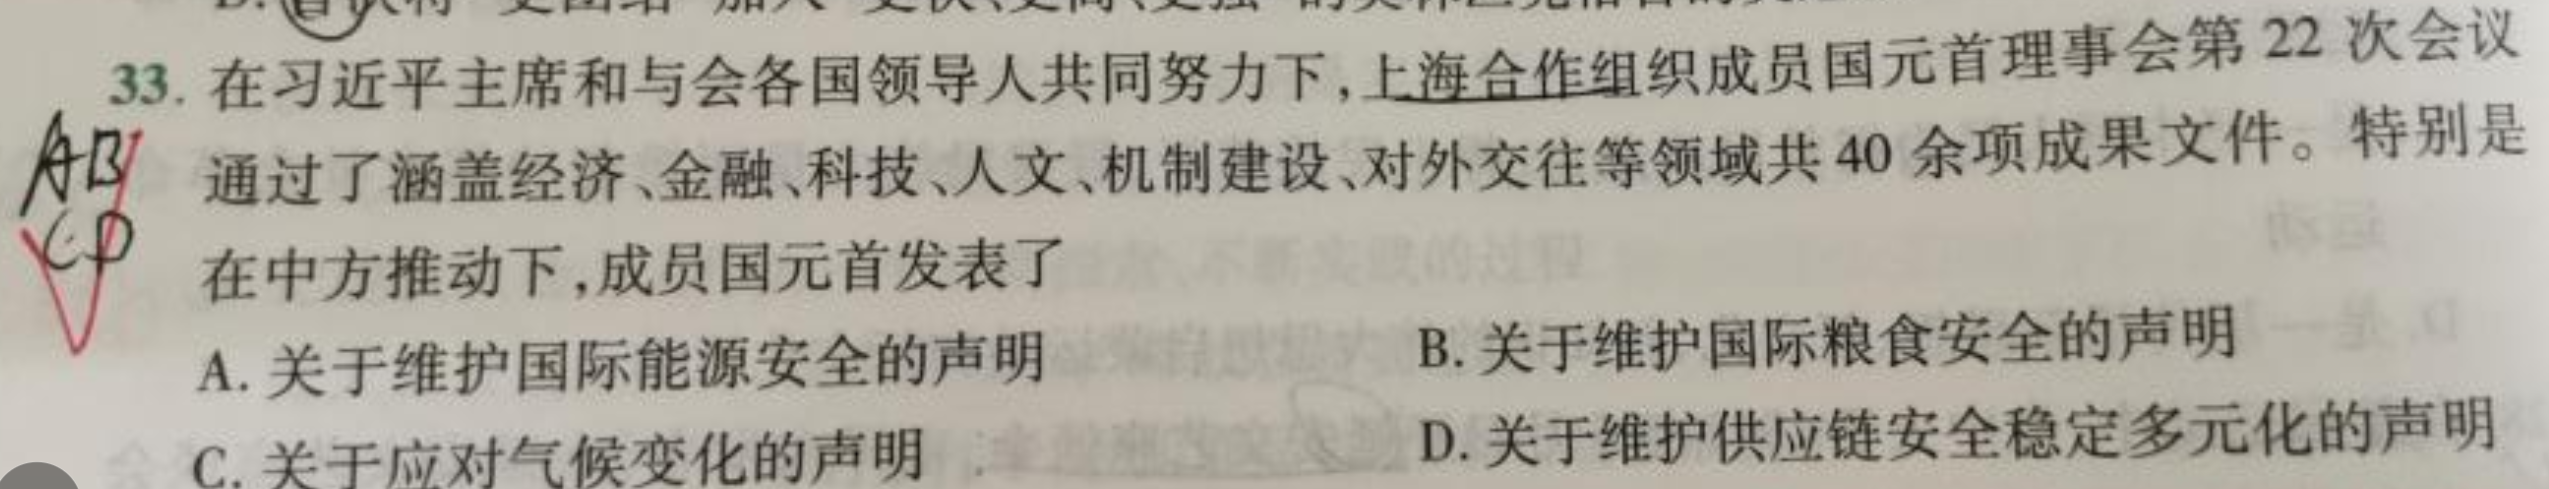 33. 在习近平主席和与会各国领导人共同努力下,上海合作组织成员国元首理事会第 22 次会议
AB
通过了涵盖经济、金融、科技、人文、机制建设、对外交往等领域共 40 余项成果文件。特别是
CD
在中方推动下,成员国元首发表了
A. 关于维护国际能源安全的声明 B. 关于维护国际粮食安全的声明
C. 关于应对气候变化的声明 D. 关于维护供应链安全稳定多元化的声明